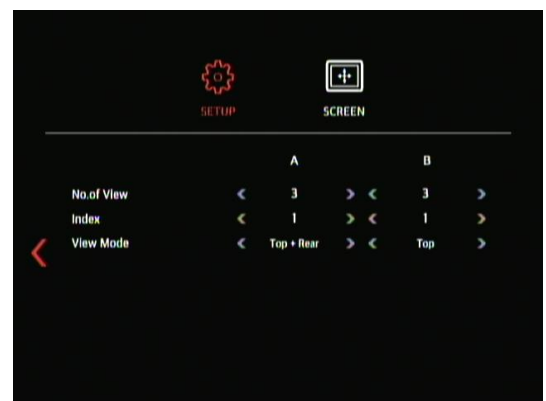 SETUP SCREEN
A B
No.of View 3 3
Index 1 1
View Mode Top + Rear Top